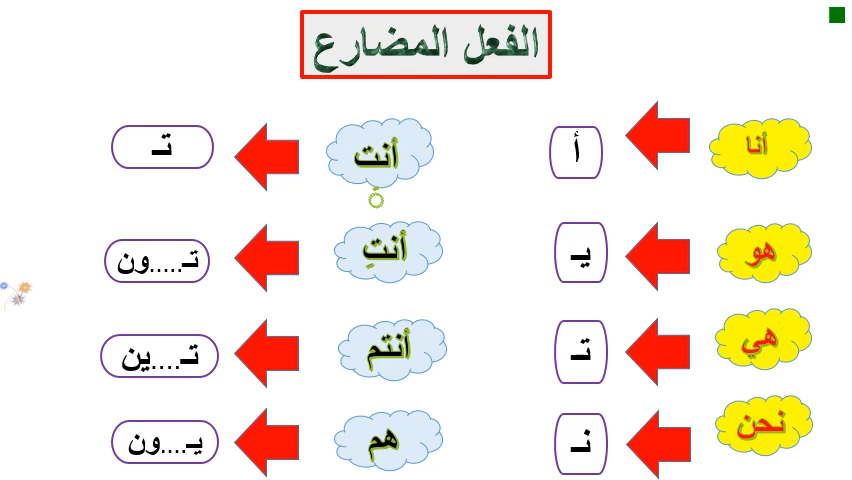 الفعل المضارع
أنا أ
هو يـ
هي تـ
نحن نـ
أنت تـ
أنتِ تـ.....ون
أنتم تـ....ين
هم يـ....ون